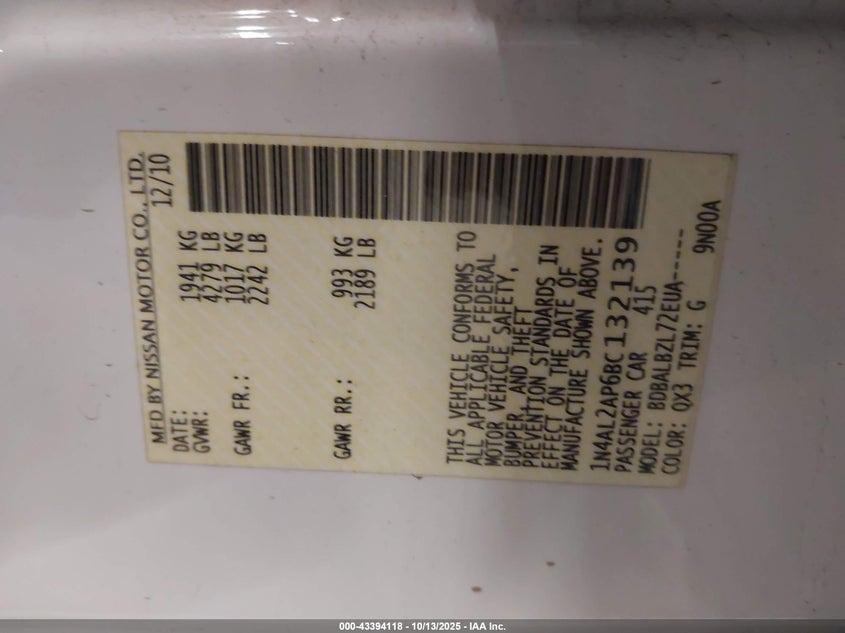 MFD BY NISSAN MOTOR CO., LTD.
DATE: 12/10
GVWR: 1941 KG
4279 LB
GAWR FR.: 1017 KG
2242 LB
GAWR RR.: 993 KG
2189 LB
THIS VEHICLE CONFORMS TO
ALL APPLICABLE FEDERAL
MOTOR VEHICLE SAFETY,
BUMPER, AND THEFT
PREVENTION STANDARDS IN
EFFECT ON THE DATE OF
MANUFACTURE SHOWN ABOVE.
1N4AL2AP6BC132139
PASSENGER CAR 415
MODEL: BDBALBZL72EUA-----
COLOR: QX3 TRIM: G 9N00A
000-43394118 - 10/13/2025 - IAA Inc.